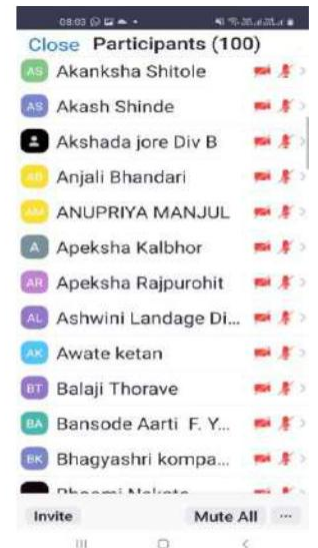 08:03
Close Participants (100)
AS Akanksha Shitole
AS Akash Shinde
Akshada jore Div B
AB Anjali Bhandari
AM ANUPRIYA MANJUL
A Apeksha Kalbhor
AR Apeksha Rajpurohit
AL Ashwini Landage Di...
AK Awate ketan
BT Balaji Thorave
BA Bansode Aarti F. Y...
BK Bhagyashri kompa...
Invite Mute All ...